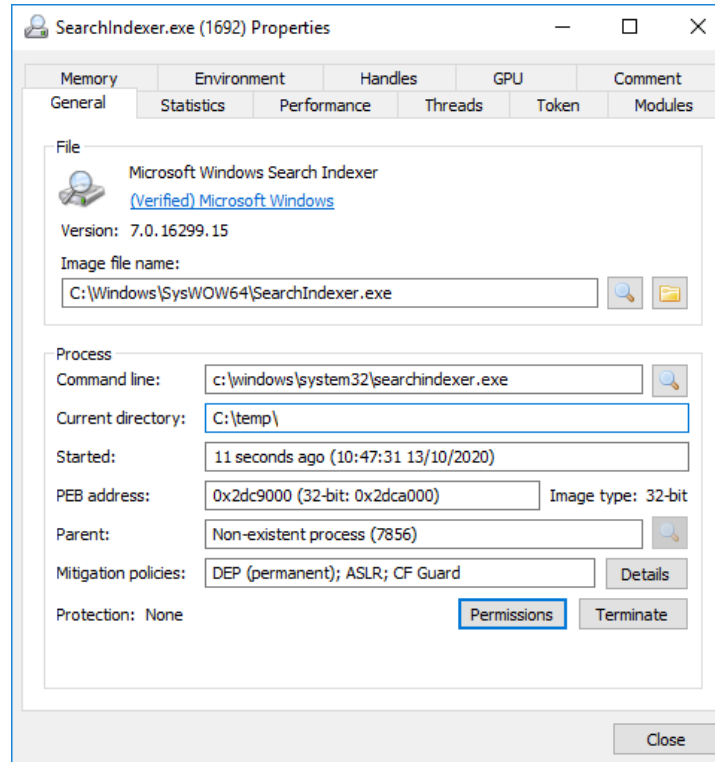 SearchIndexer.exe (1692) Properties
Memory Environment Handles GPU Comment
General Statistics Performance Threads Token Modules
File
Microsoft Windows Search Indexer
(Verified) Microsoft Windows
Version: 7.0.16299.15
Image file name:
C:\Windows\SysWOW64\SearchIndexer.exe
Process
Command line: c:\windows\system32\searchindexer.exe
Current directory: C:\temp\
Started: 11 seconds ago (10:47:31 13/10/2020)
PEB address: 0x2dc9000 (32-bit: 0x2dca000) Image type: 32-bit
Parent: Non-existent process (7856)
Mitigation policies: DEP (permanent); ASLR; CF Guard Details
Protection: None Permissions Terminate
Close